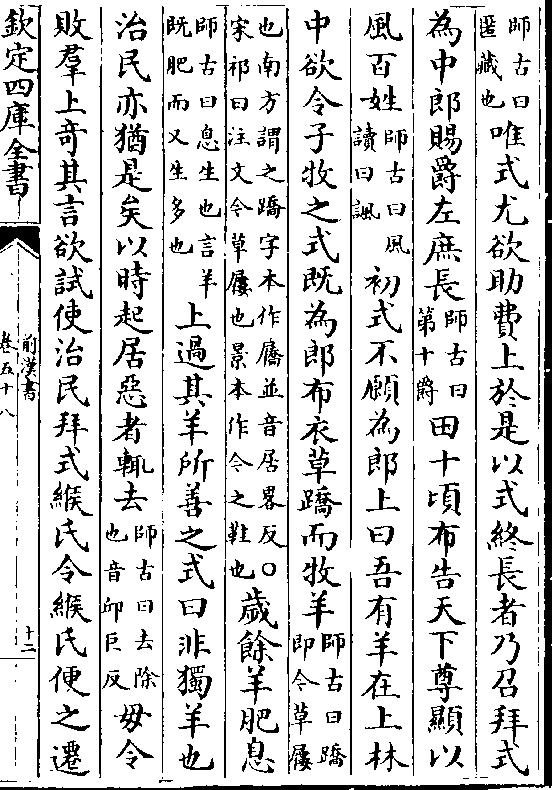 師古曰匿藏也唯式尤欲助費上於是以式終長者乃召拜式
為中郎賜爵左庶長師古曰第十爵田十頃布告天下尊顯以
風百姓師古曰風讀曰諷初式不願為郎上曰吾有羊在上林
中欲令子牧之式既為郎布衣草蹻而牧羊師古曰蹻即今草屨
也南方謂之蹻字本作屩並音居畧反○宋祁曰注文今草屨也景本作今之鞋也歲餘羊肥息
師古曰息生也言羊既肥而又生多也上過其羊所善之式曰非獨羊也
治民亦猶是矣以時起居惡者輒去師古曰去除也音邱巨反毋令
敗羣上奇其言欲試使治民拜式緱氏令緱氏便之遷
欽定四庫全書
前漢書
卷五十八
十二